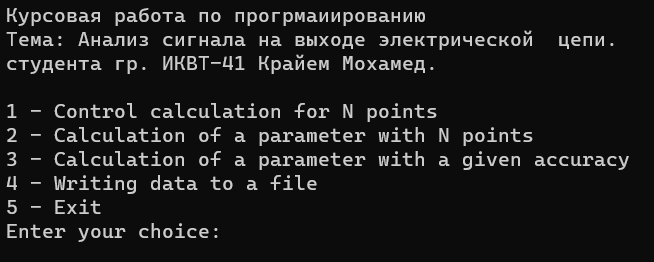 Курсовая работа по прогрмаиированию
Тема: Анализ сигнала на выходе электрической  цепи.
студента гр. ИКВТ-41 Крайем Мохамед.
1 - Control calculation for N points
2 - Calculation of a parameter with N points
3 - Calculation of a parameter with a given accuracy
4 - Writing data to a file
5 - Exit
Enter your choice: